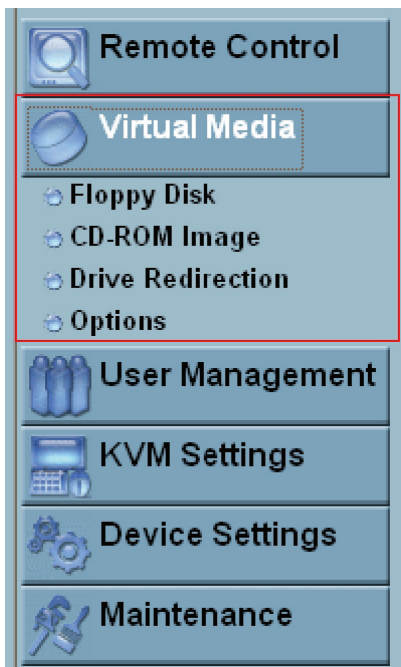 Remote Control
Virtual Media
Floppy Disk
CD-ROM Image
Drive Redirection
Options
User Management
KVM Settings
Device Settings
Maintenance